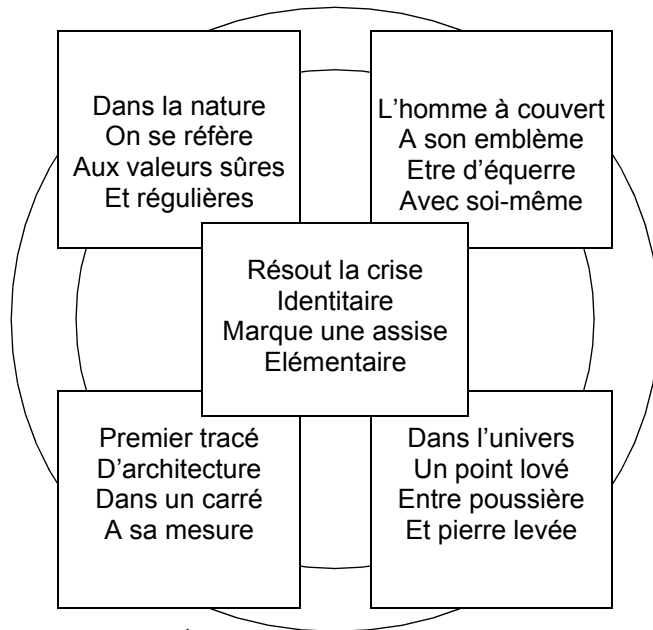 Dans la nature
On se réfère
Aux valeurs sûres
Et régulières
L’homme à couvert
A son emblème
Etre d’équerre
Avec soi-même
Résout la crise
Identitaire
Marque une assise
Elémentaire
Premier tracé
D’architecture
Dans un carré
A sa mesure
Dans l’univers
Un point lové
Entre poussière
Et pierre levée